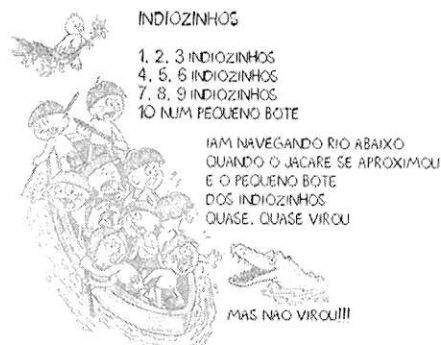 INDIOZINHOS
1, 2, 3 INDIOZINHOS
4, 5, 6 INDIOZINHOS
7, 8, 9 INDIOZINHOS
10 NUM PEQUENO BOTE
IAM NAVEGANDO RIO ABAIXO
QUANDO O JACARE SE APROXIMOU
E O PEQUENO BOTE
DOS INDIOZINHOS
QUASE, QUASE VIROU
MAS NAO VIROU!!!